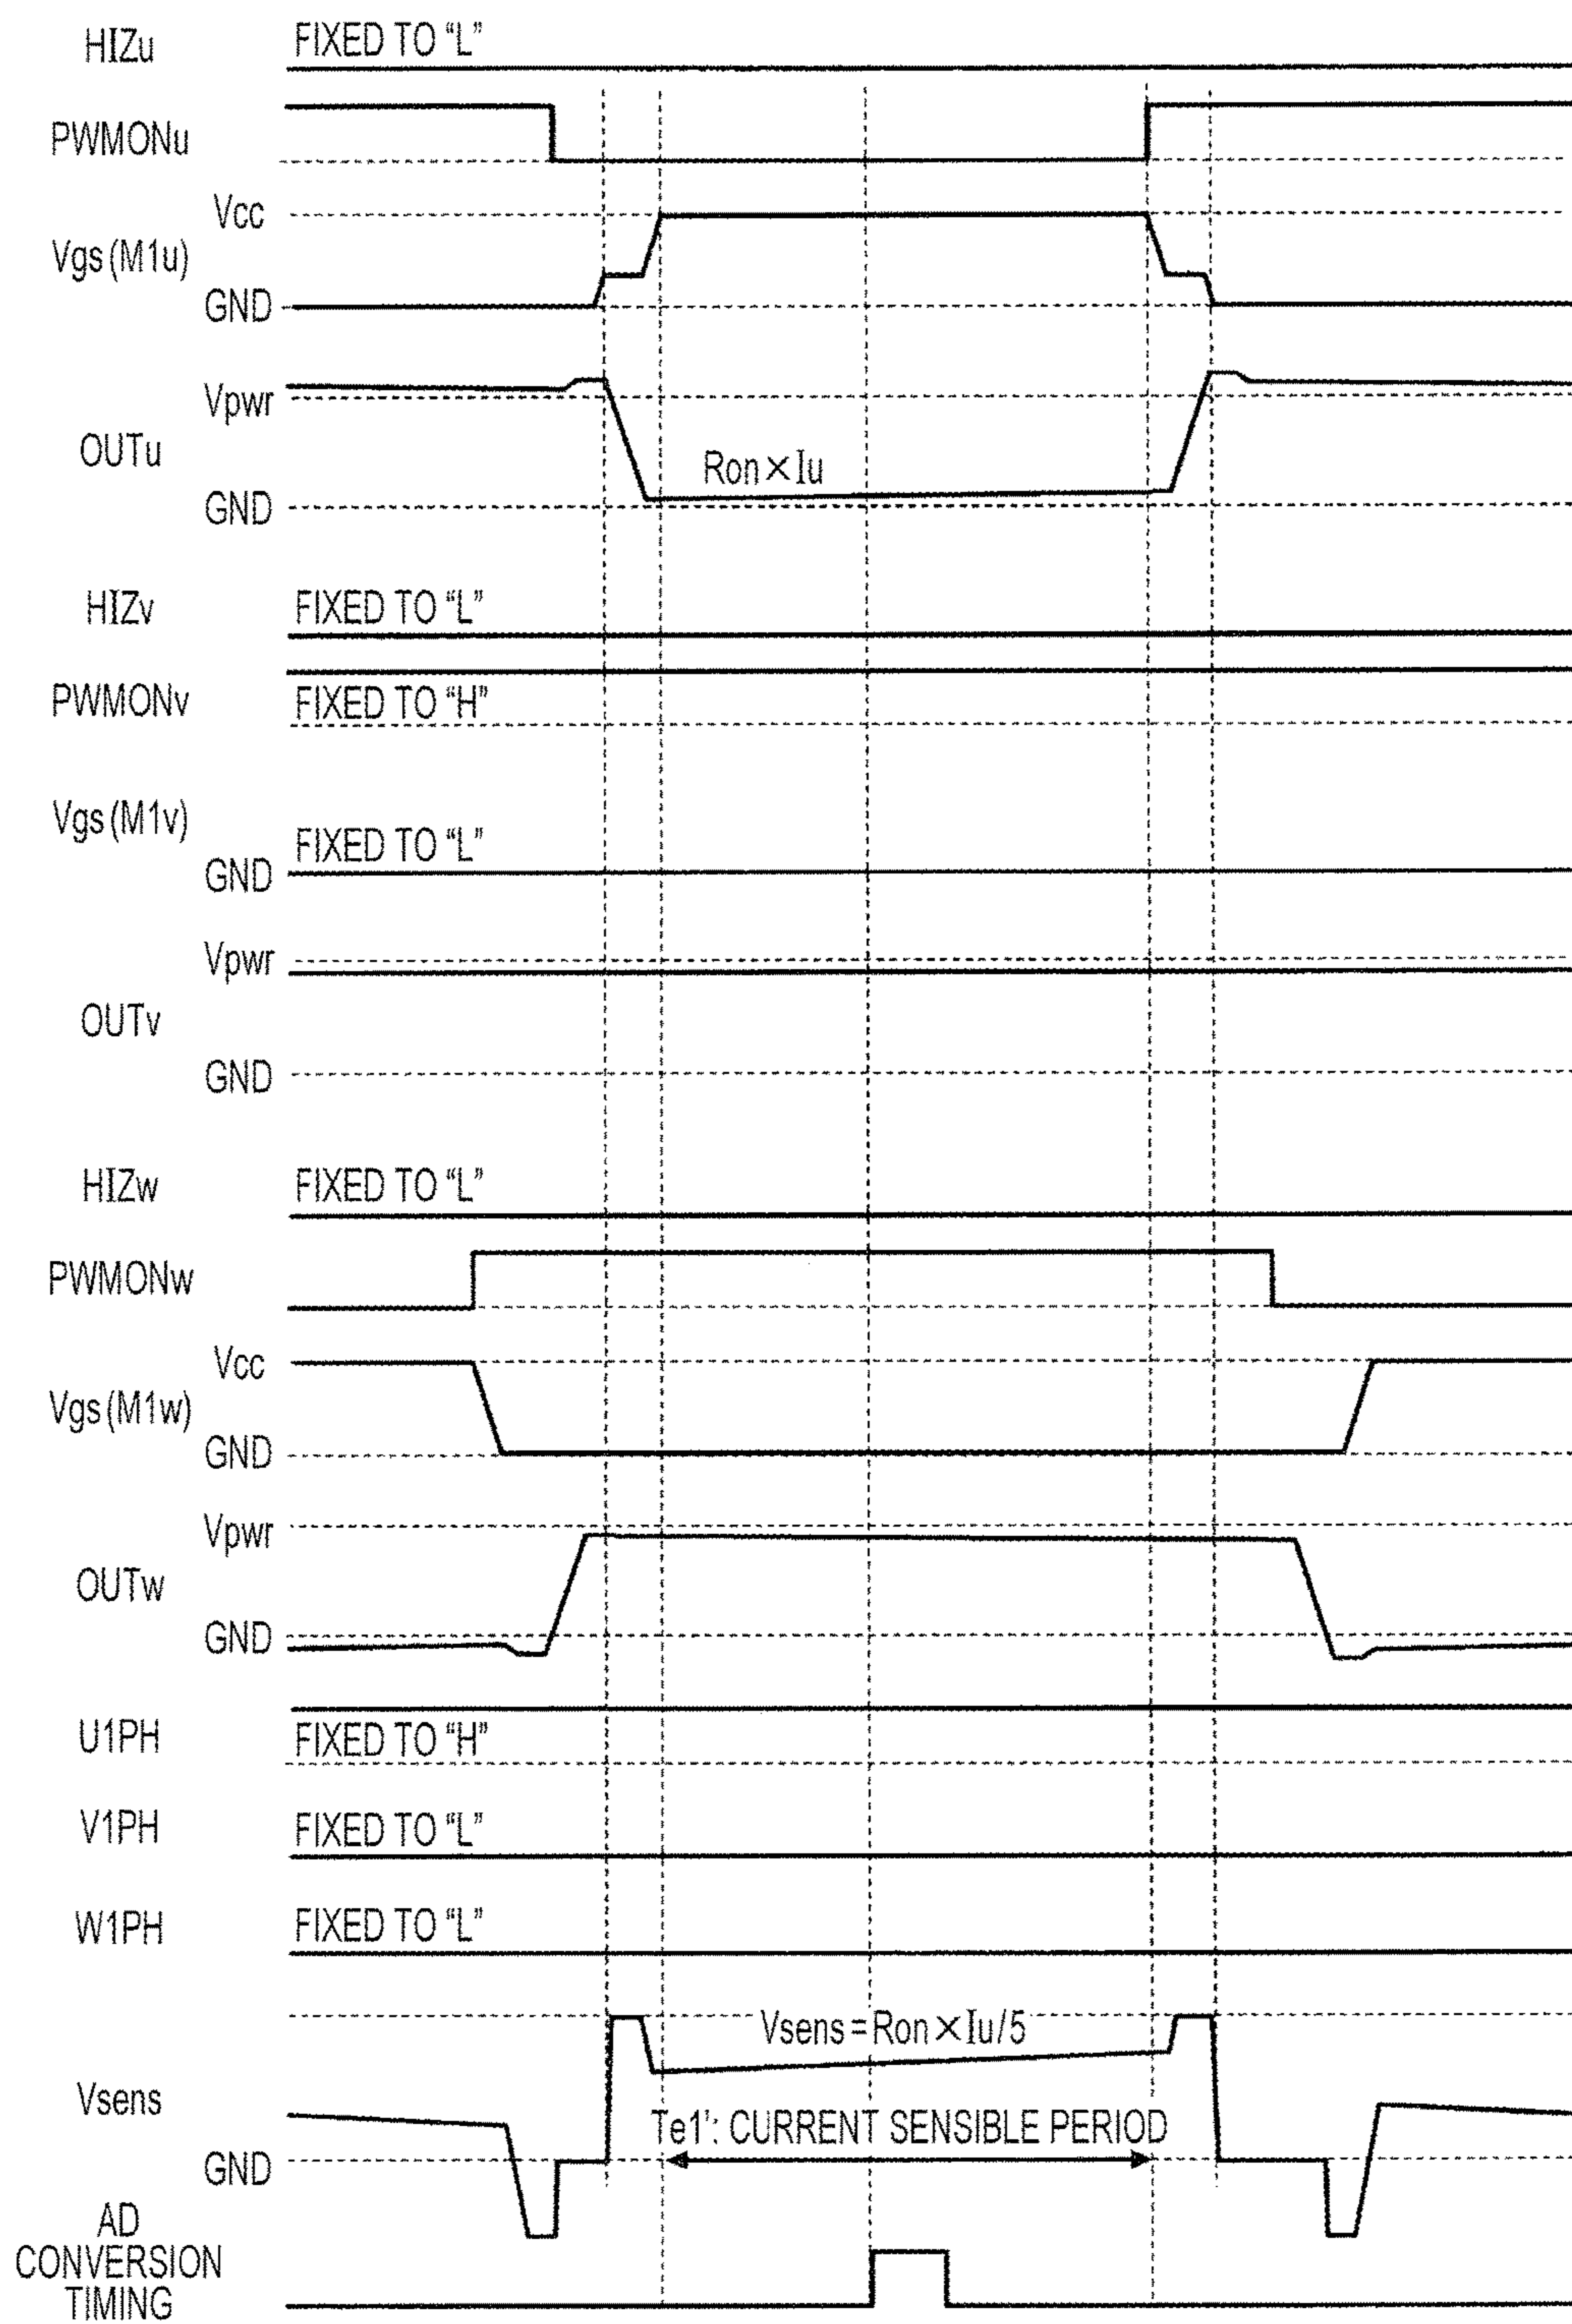 HIZu FIXED TO “L”
PWMONu
Vcc
Vgs (M1u)
GND
Vpwr
OUTu
Ron×Iu
GND
HIZv FIXED TO “L”
PWMONv FIXED TO “H”
Vgs (M1v)
FIXED TO “L”
GND
Vpwr
OUTv
GND
HIZw FIXED TO “L”
PWMONw
Vcc
Vgs (M1w)
GND
Vpwr
OUTw
GND
U1PH FIXED TO “H”
V1PH FIXED TO “L”
W1PH FIXED TO “L”
Vsens=Ron×Iu/5
Vsens
Te1': CURRENT SENSIBLE PERIOD
GND
AD
CONVERSION
TIMING